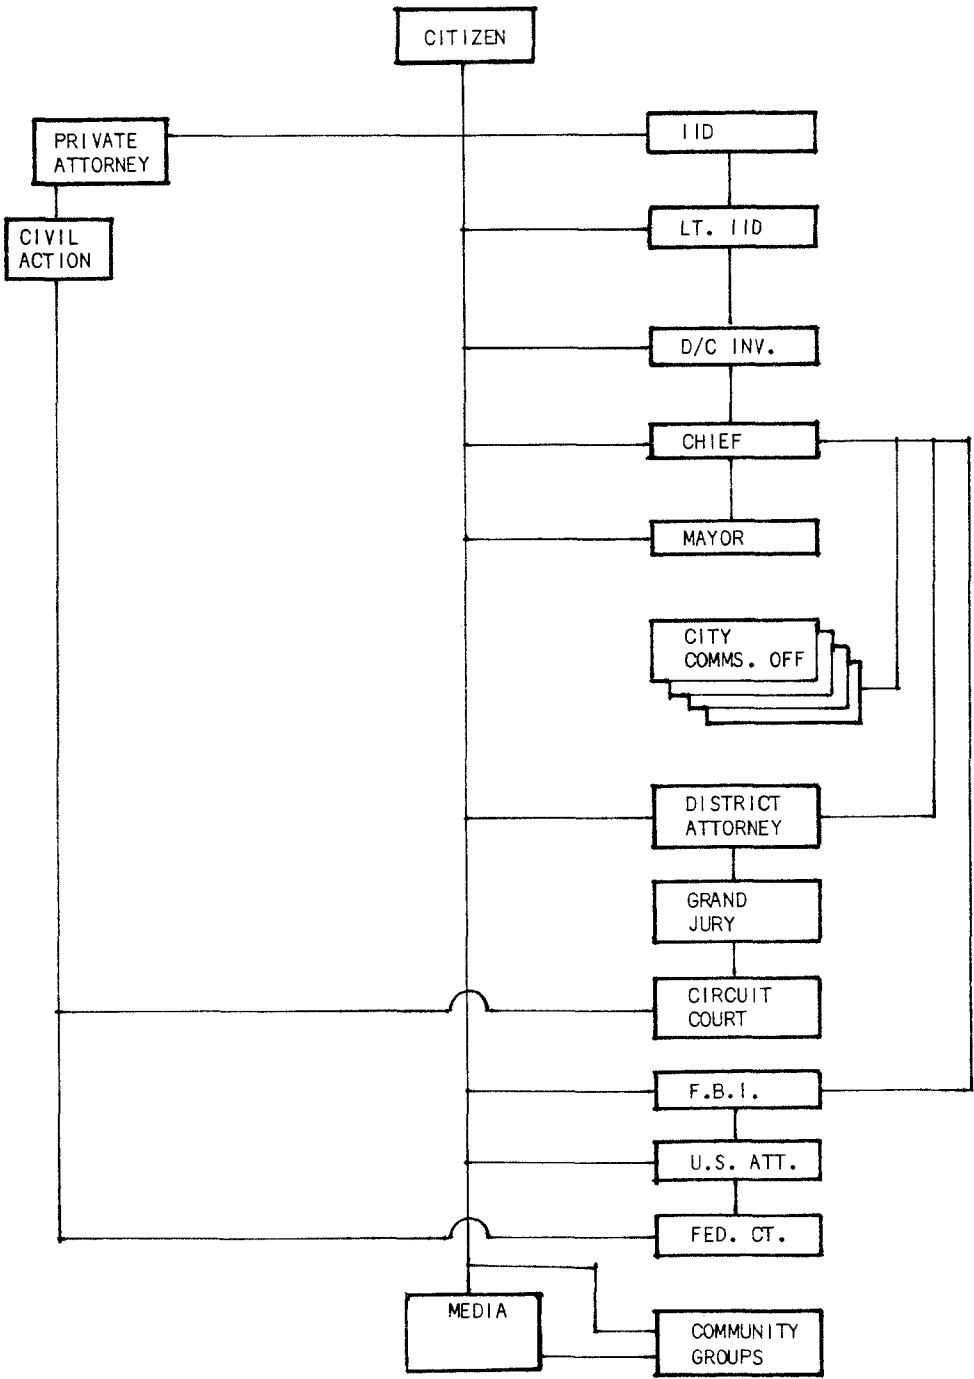 CITIZEN
PRIVATE
ATTORNEY
IID
CIVIL
ACTION
LT. IID
D/C INV.
CHIEF
MAYOR
CITY
COMMS. OFF
DISTRICT
ATTORNEY
GRAND
JURY
CIRCUIT
COURT
F.B.I.
U.S. ATT.
FED. CT.
MEDIA
COMMUNITY
GROUPS